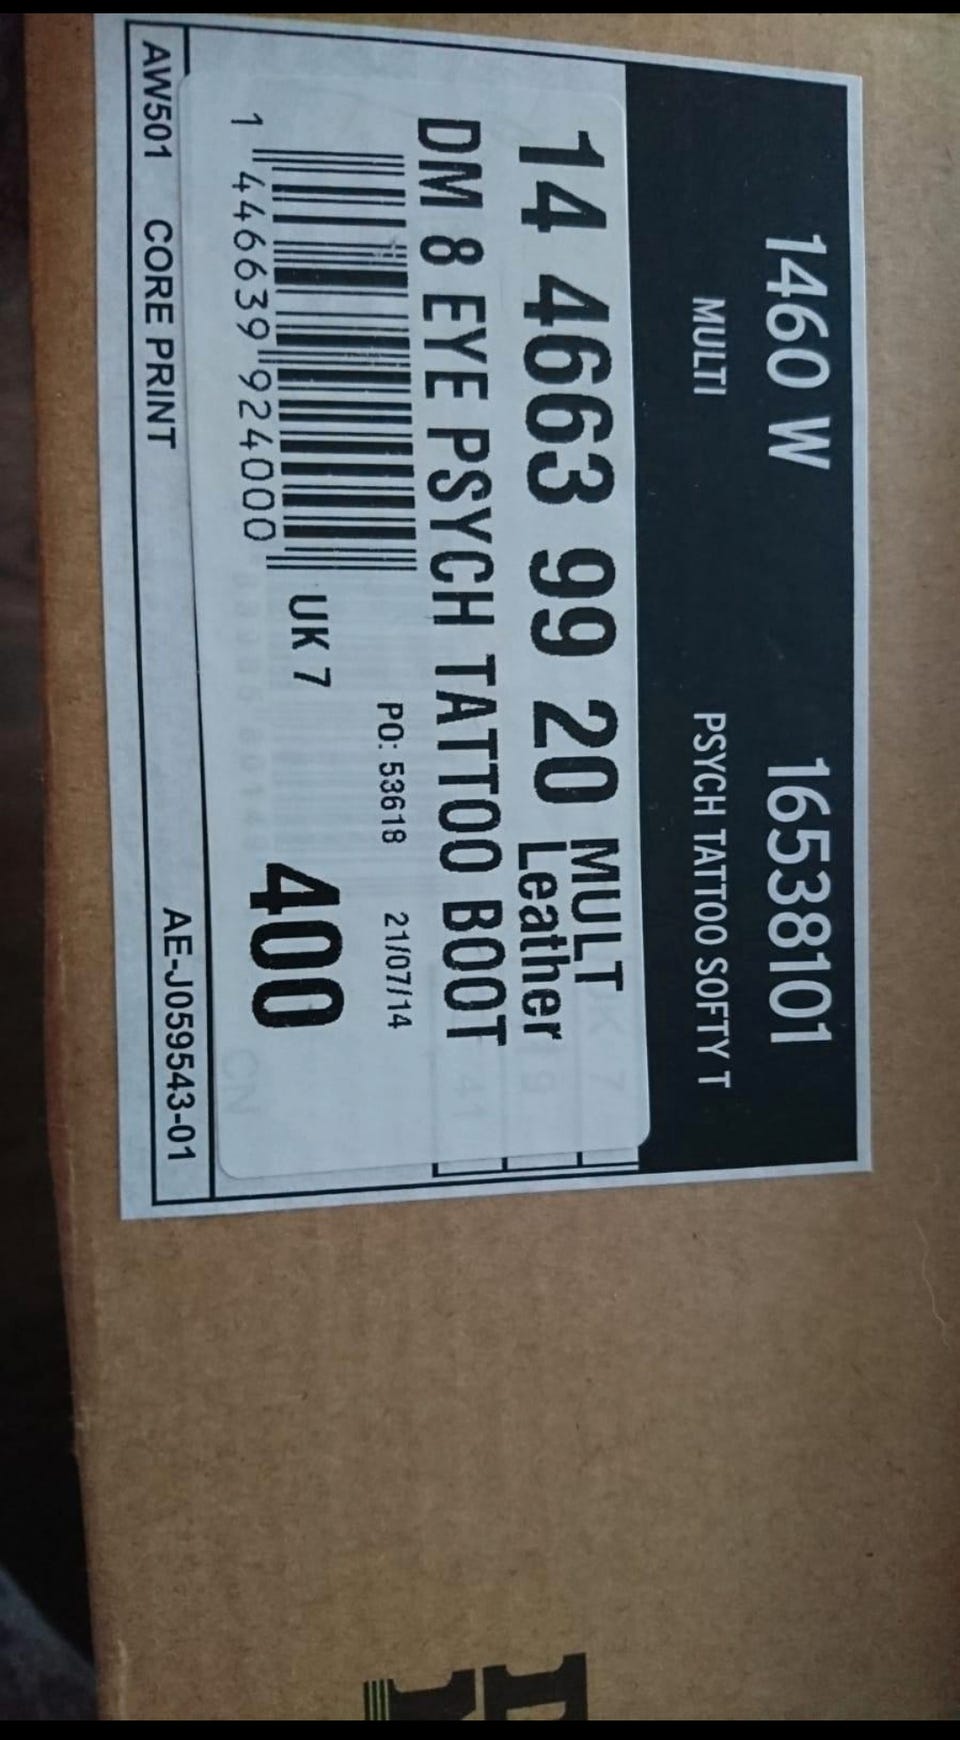 1460 W 16538101
MULTI PSYCH TATTOO SOFTY T
14 4663 99 20 MULT
Leather
DM 8 EYE PSYCH TATTOO BOOT
PO: 53618 21/07/14
UK 7 400
1 446639 924000
AW501 CORE PRINT AE-J059543-01